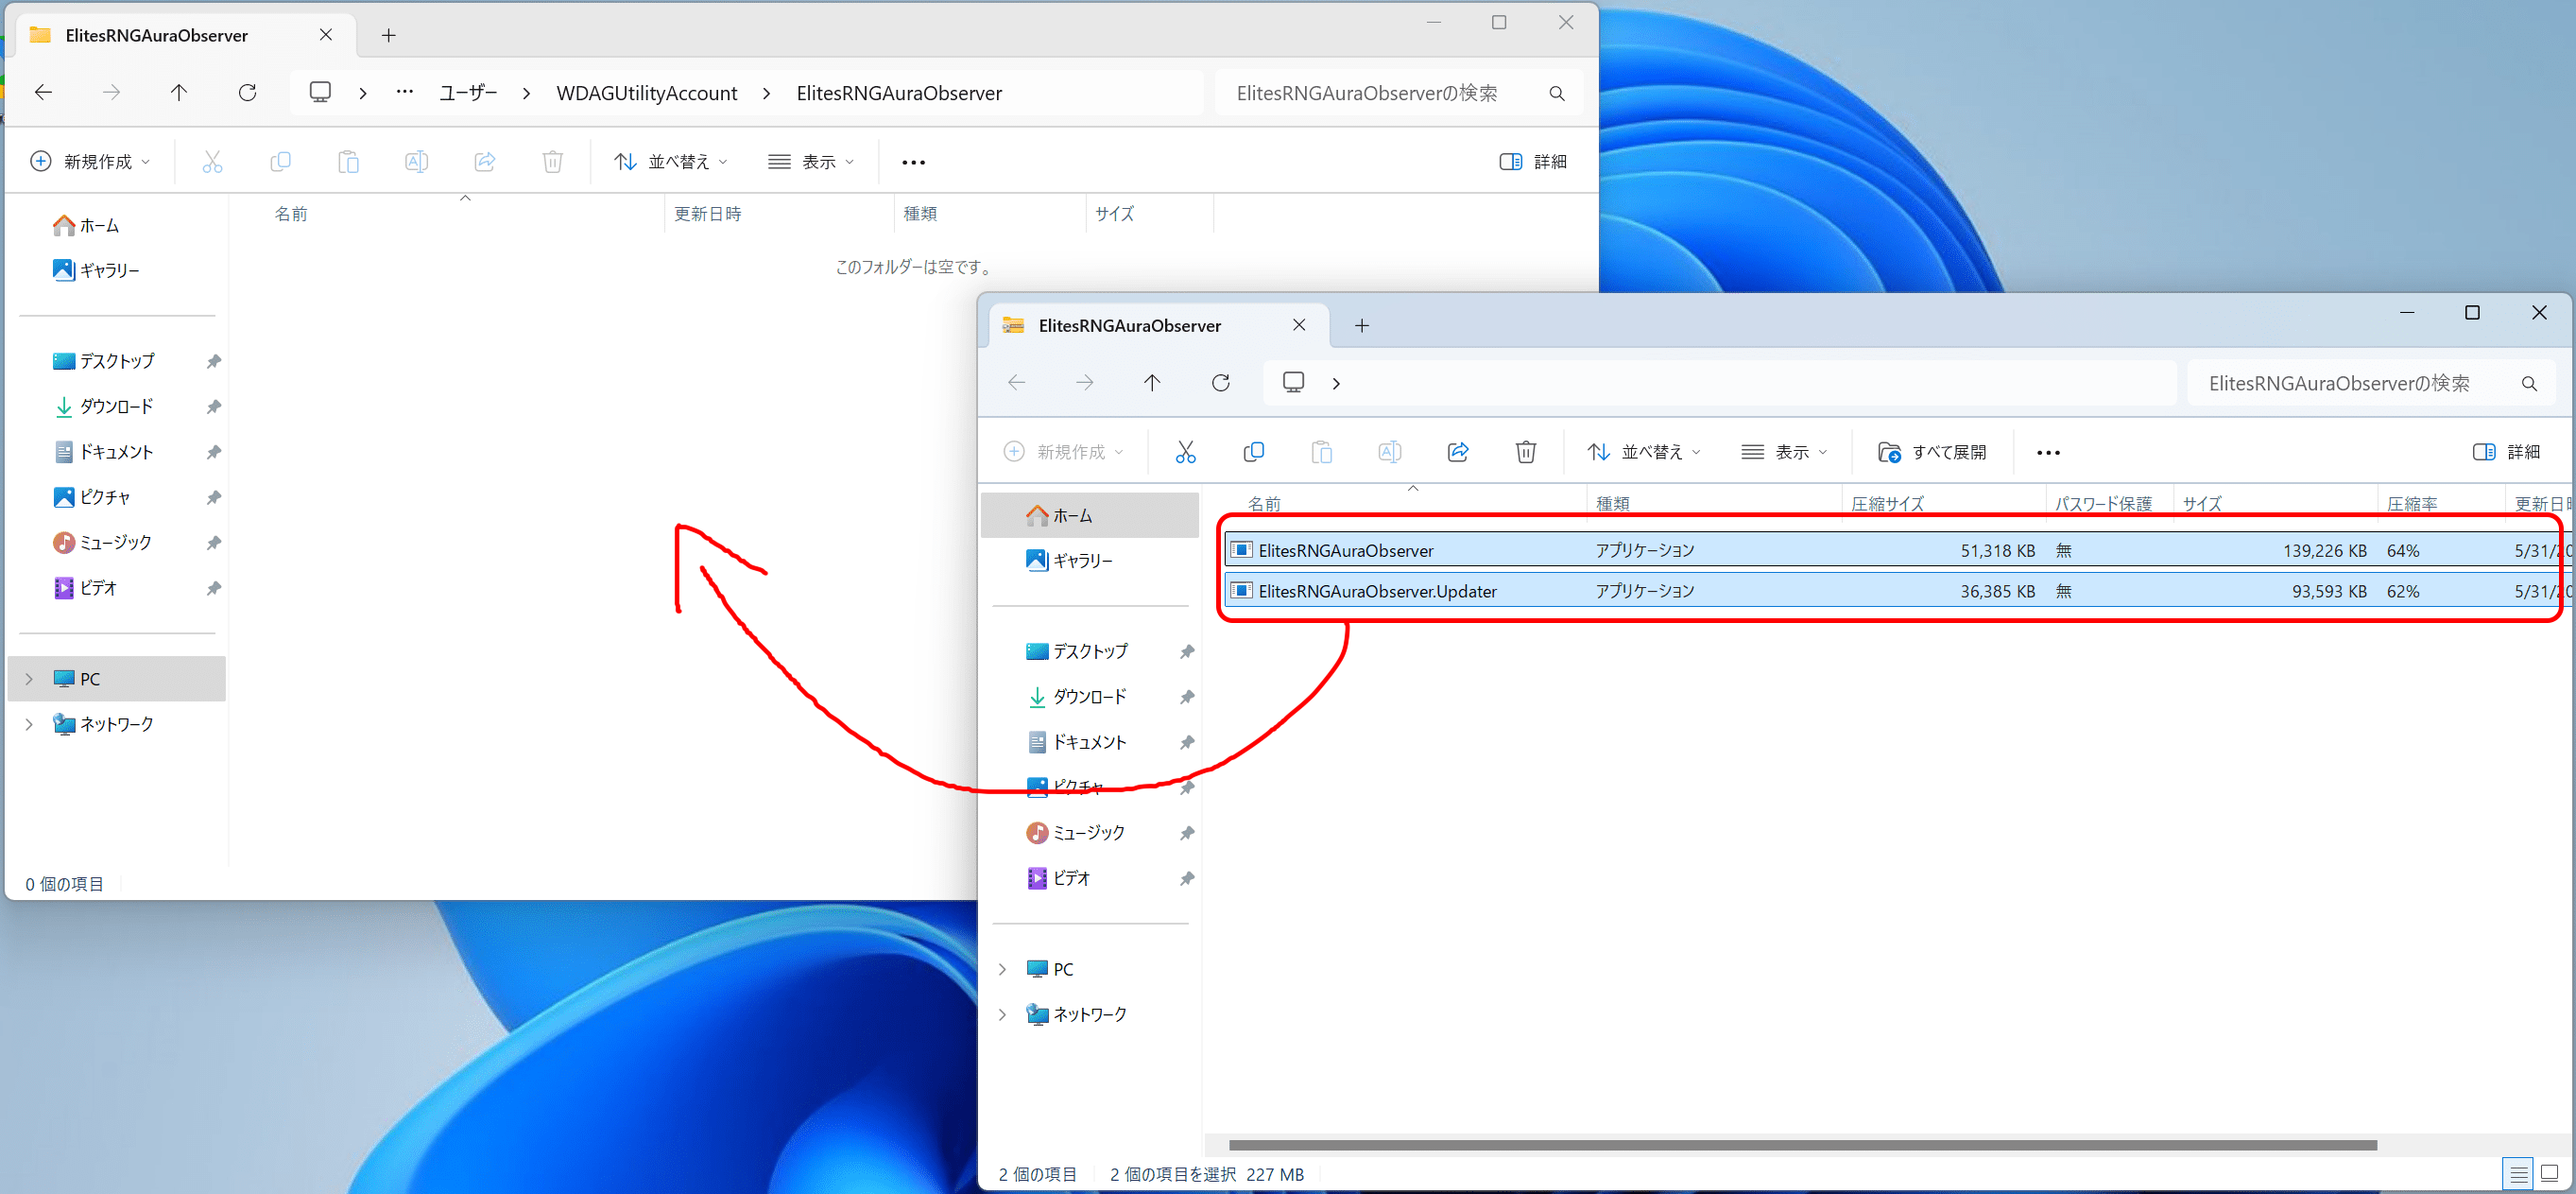 ElitesRNGAuraObserver
ユーザー WDAGUtilityAccount ElitesRNGAuraObserver
ElitesRNGAuraObserverの検索
新規作成 並べ替え 表示 詳細
名前 更新日時 種類 サイズ
このフォルダーは空です。
ホーム
ギャラリー
デスクトップ
ダウンロード
ドキュメント
ピクチャ
ミュージック
ビデオ
PC
ネットワーク
0 個の項目
ElitesRNGAuraObserver
ElitesRNGAuraObserverの検索
新規作成 並べ替え 表示 すべて展開 詳細
名前 種類 圧縮サイズ パスワード保護 サイズ 圧縮率 更新日時
ElitesRNGAuraObserver アプリケーション 51,318 KB 無 139,226 KB 64% 5/31/20
ElitesRNGAuraObserver.Updater アプリケーション 36,385 KB 無 93,593 KB 62% 5/31/20
ホーム
ギャラリー
デスクトップ
ダウンロード
ドキュメント
ピクチャ
ミュージック
ビデオ
PC
ネットワーク
2 個の項目 2 個の項目を選択 227 MB